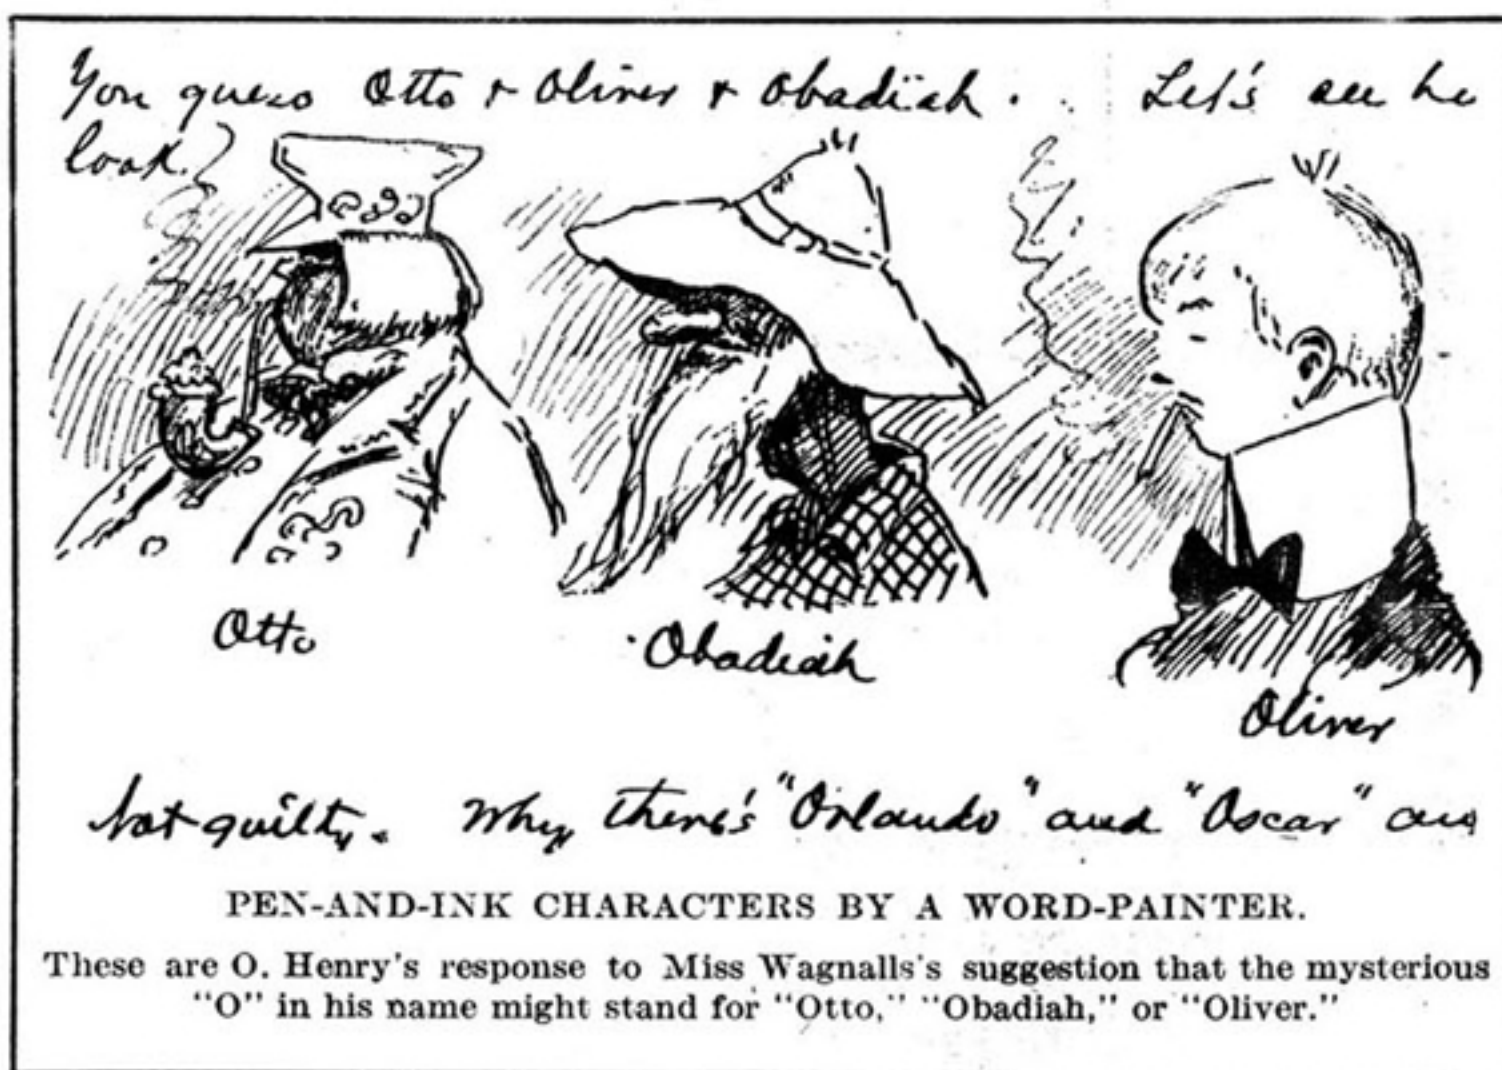 You guess Otto & Oliver & Obadiah. Let's see he
look.
Otto
Obadiah
Oliver
Not guilty. Why, there's "Orlando" and "Oscar" an
PEN-AND-INK CHARACTERS BY A WORD-PAINTER.
These are O. Henry's response to Miss Wagnalls's suggestion that the mysterious
"O" in his name might stand for "Otto," "Obadiah," or "Oliver."